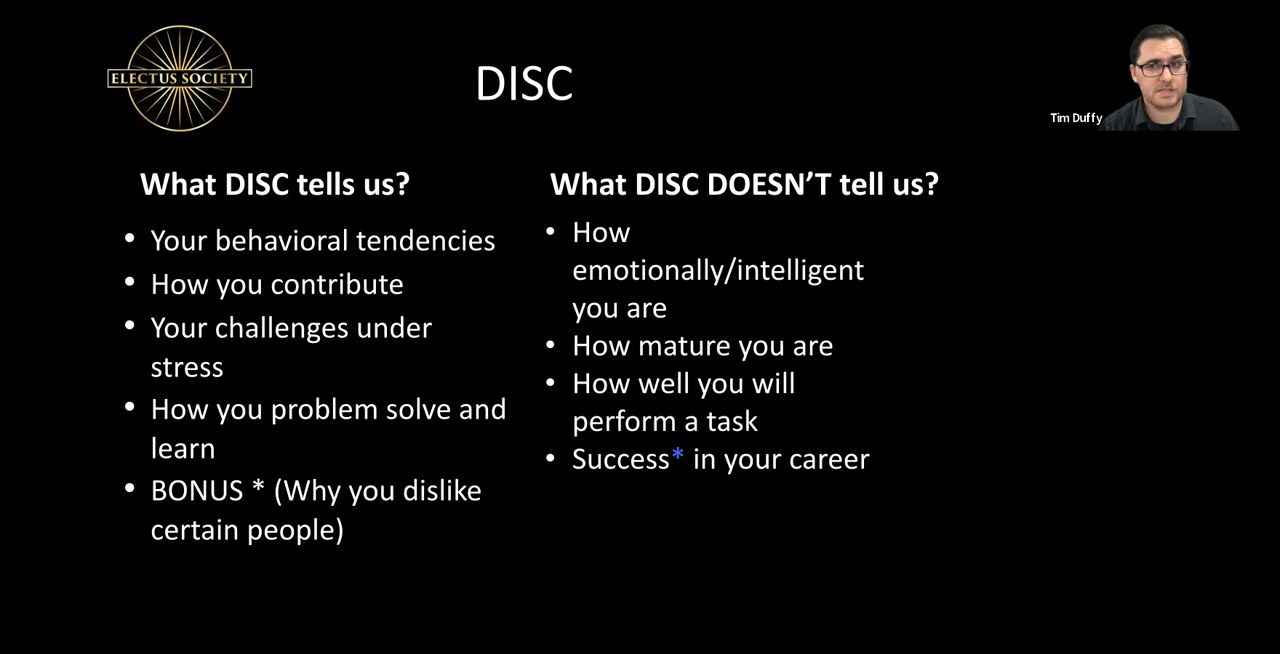 ELECTUS SOCIETY
DISC
Tim Duffy
What DISC tells us?
• Your behavioral tendencies
• How you contribute
• Your challenges under
stress
• How you problem solve and
learn
• BONUS * (Why you dislike
certain people)
What DISC DOESN’T tell us?
• How
emotionally/intelligent
you are
• How mature you are
• How well you will
perform a task
• Success* in your career